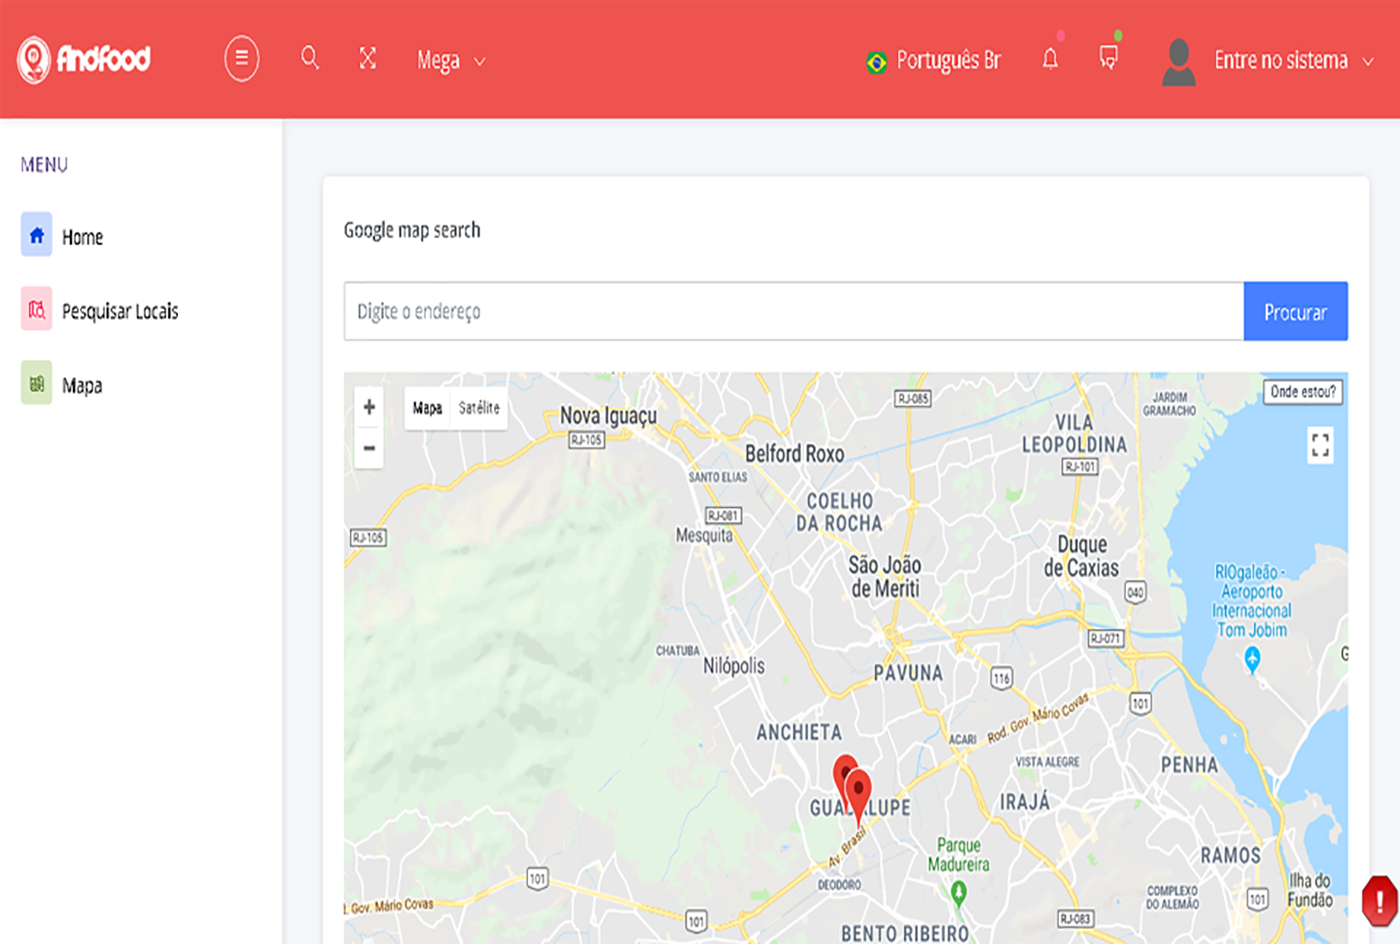 Findfood
Mega
Português Br
Entre no sistema
MENU
Home
Pesquisar Locais
Mapa
Google map search
Digite o endereço
Procurar
+
−
Mapa
Satélite
Onde estou?
Nova Iguaçu
RJ-105
RJ-085
JARDIM
GRAMACHO
VILA
LEOPOLDINA
RJ-101
Belford Roxo
SANTO ELIAS
COELHO
DA ROCHA
RJ-081
Mesquita
RJ-105
São João
de Meriti
Duque
de Caxias
040
RIOgaleão -
Aeroporto
Internacional
Tom Jobim
RJ-071
CHATUBA
Nilópolis
PAVUNA
116
101
G
ANCHIETA
ACARI
Rod. Gov. Mário Covas
VISTA ALEGRE
PENHA
IRAJÁ
Av. Brasil
Parque
Madureira
RAMOS
DEODORO
101
. Gov. Mário Covas
101
BENTO RIBEIRO
RJ-083
COMPLEXO
DO ALEMÃO
101
Ilha do
Fundão